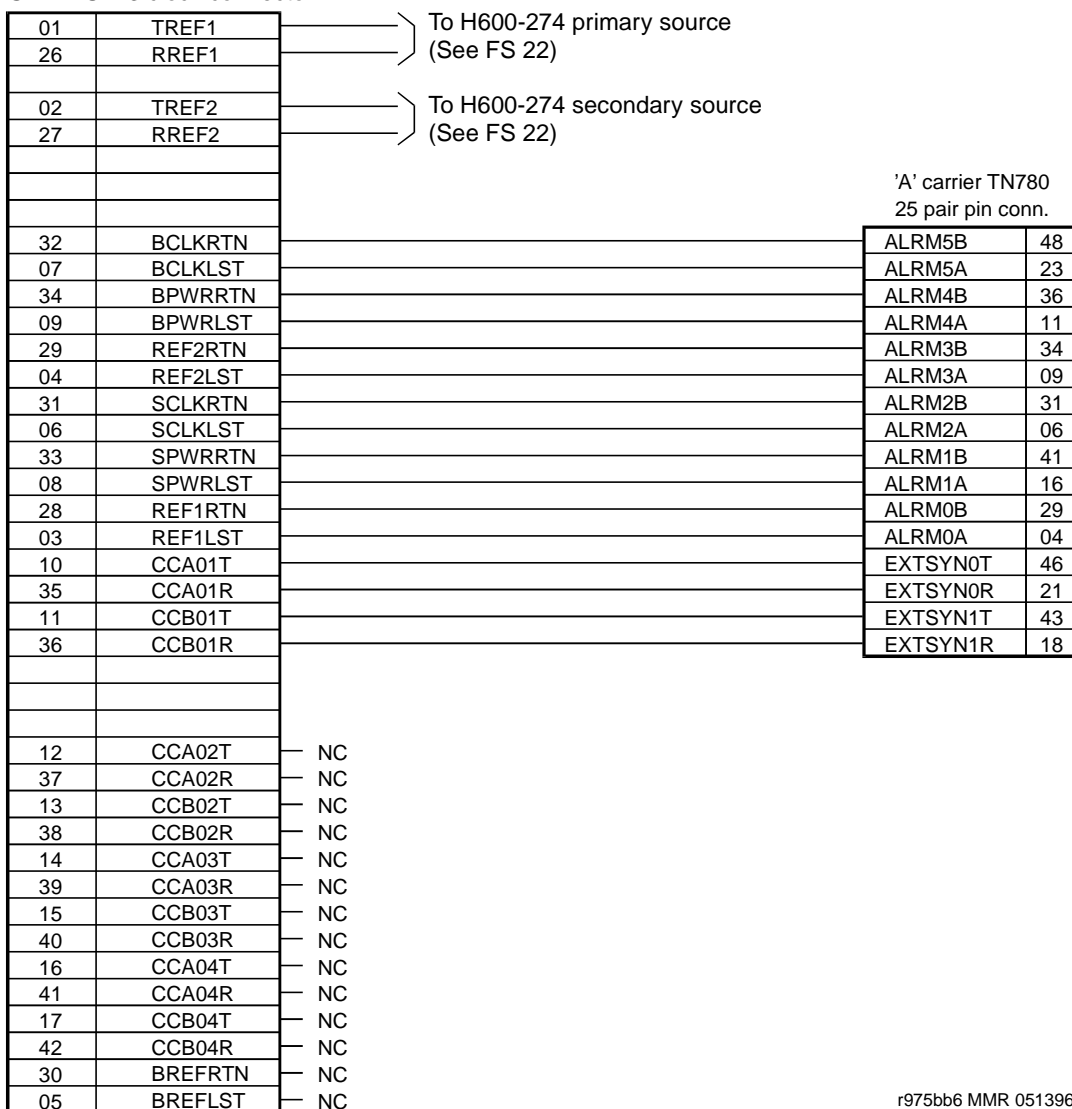 01 TREF1 To H600-274 primary source
26 RREF1 (See FS 22)
02 TREF2 To H600-274 secondary source
27 RREF2 (See FS 22)
'A' carrier TN780
25 pair pin conn.
32 BCLKRTN ALRM5B 48
07 BCLKLST ALRM5A 23
34 BPWRRTN ALRM4B 36
09 BPWRLST ALRM4A 11
29 REF2RTN ALRM3B 34
04 REF2LST ALRM3A 09
31 SCLKRTN ALRM2B 31
06 SCLKLST ALRM2A 06
33 SPWRRTN ALRM1B 41
08 SPWRLST ALRM1A 16
28 REF1RTN ALRM0B 29
03 REF1LST ALRM0A 04
10 CCA01T EXTSYN0T 46
35 CCA01R EXTSYN0R 21
11 CCB01T EXTSYN1T 43
36 CCB01R EXTSYN1R 18
12 CCA02T NC
37 CCA02R NC
13 CCB02T NC
38 CCB02R NC
14 CCA03T NC
39 CCA03R NC
15 CCB03T NC
40 CCB03R NC
16 CCA04T NC
41 CCA04R NC
17 CCB04T NC
42 CCB04R NC
30 BREFRTN NC
05 BREFLST NC
r975bb6 MMR 051396